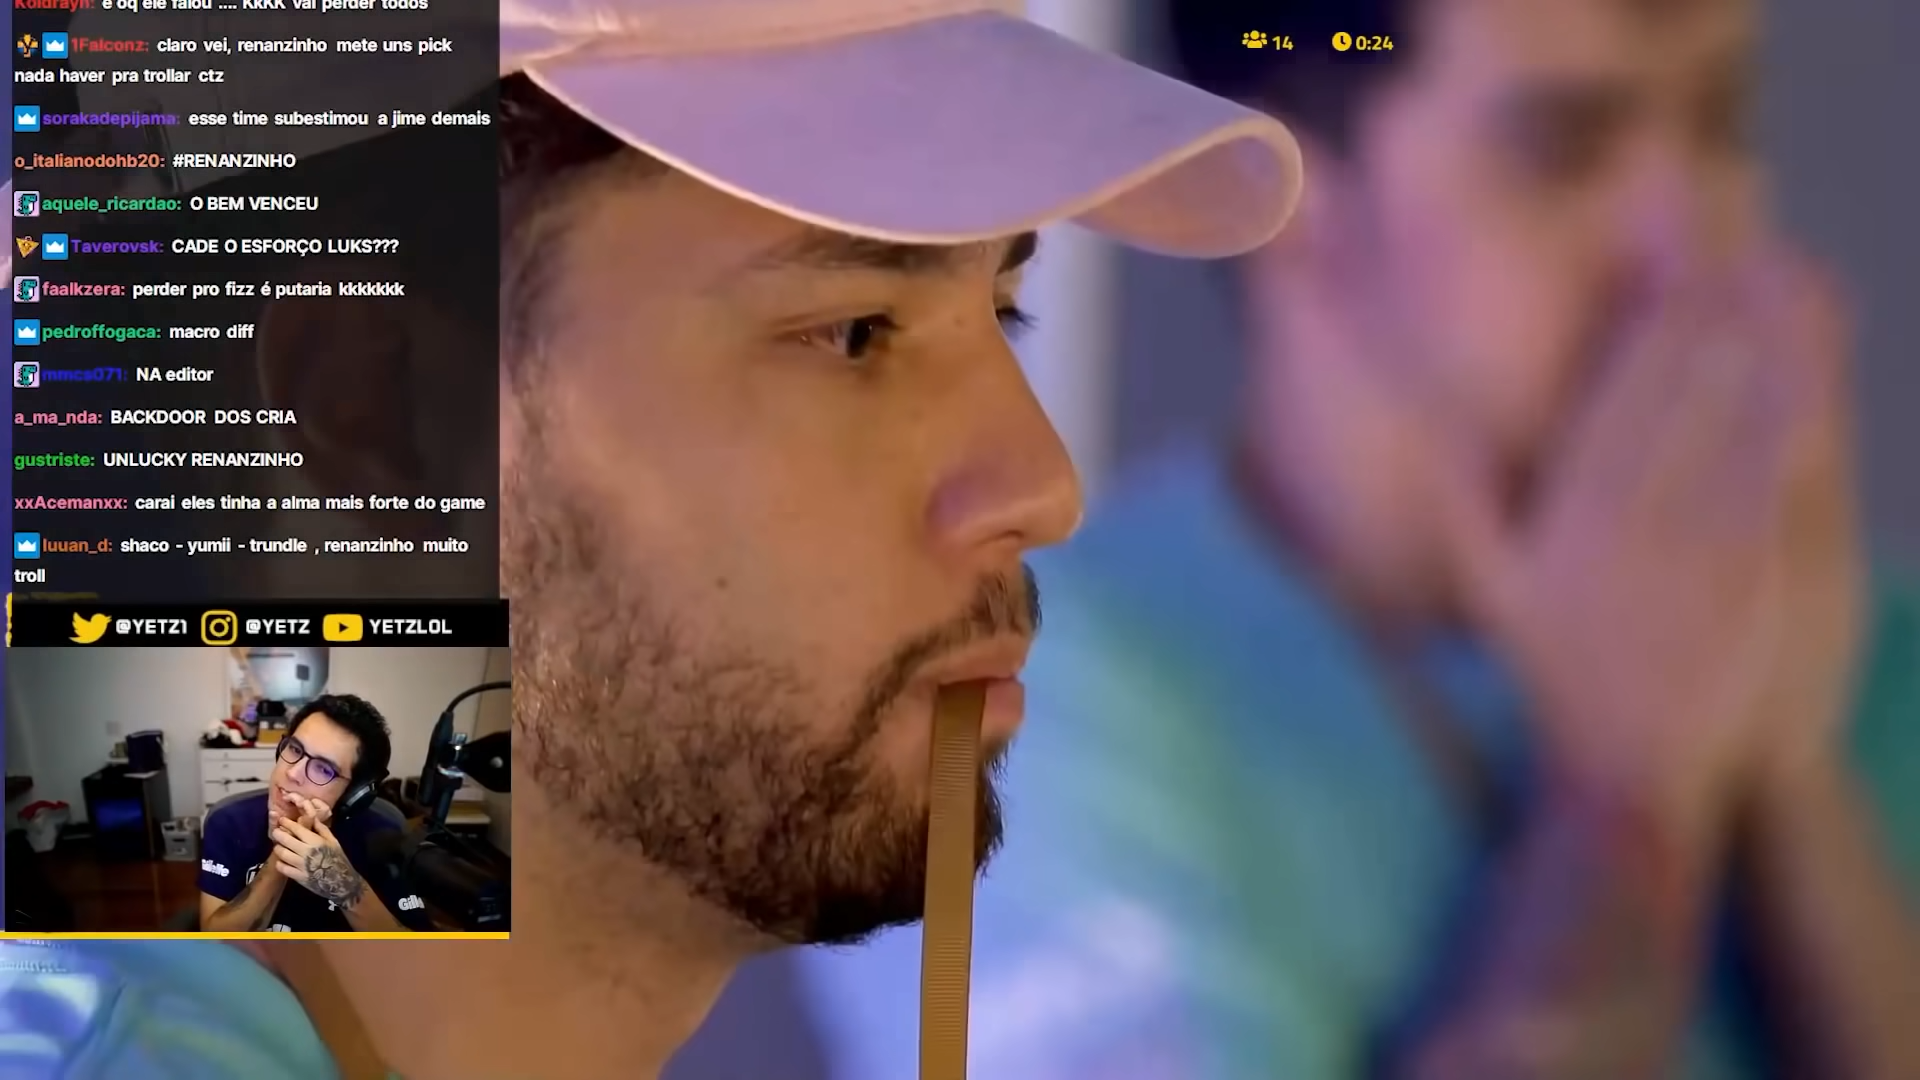 Koldrayn: é oq ele falou .... KkKK vai perder todos
1Falconz: claro vei, renanzinho mete uns pick
nada haver pra trollar ctz
sorakadepijama: esse time subestimou a jime demais
o_italianodohb20: #RENANZINHO
aquele_ricardao: O BEM VENCEU
Taverovsk: CADE O ESFORÇO LUKS???
faalkzera: perder pro fizz é putaria kkkkkkk
pedroffogaca: macro diff
mmcs071: NA editor
a_ma_nda: BACKDOOR DOS CRIA
gustriste: UNLUCKY RENANZINHO
xxAcemanxx: carai eles tinha a alma mais forte do game
luuan_d: shaco - yumii - trundle , renanzinho muito
troll
@YETZ1 @YETZ YETZLOL
14 0:24